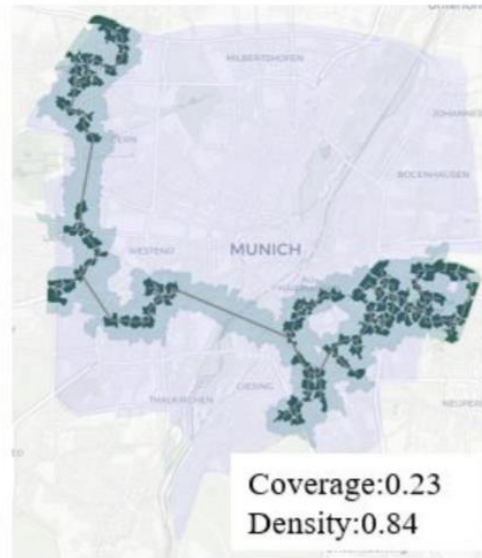 MILBERTSHOFEN
BOGENHAUSEN
WESTEND
MUNICH
GIESING
THALKIRCHEN
Coverage:0.23
Density:0.84